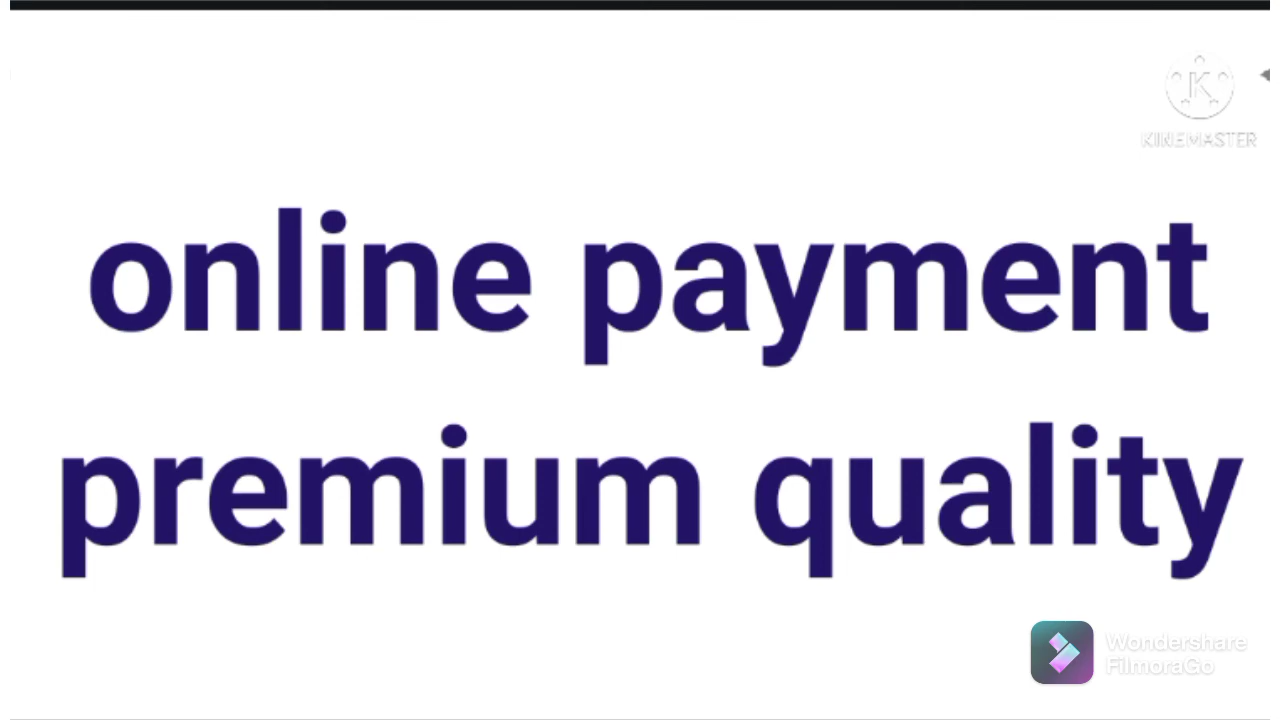 KINEMASTER
online payment
premium quality
Wondershare
FilmoraGo